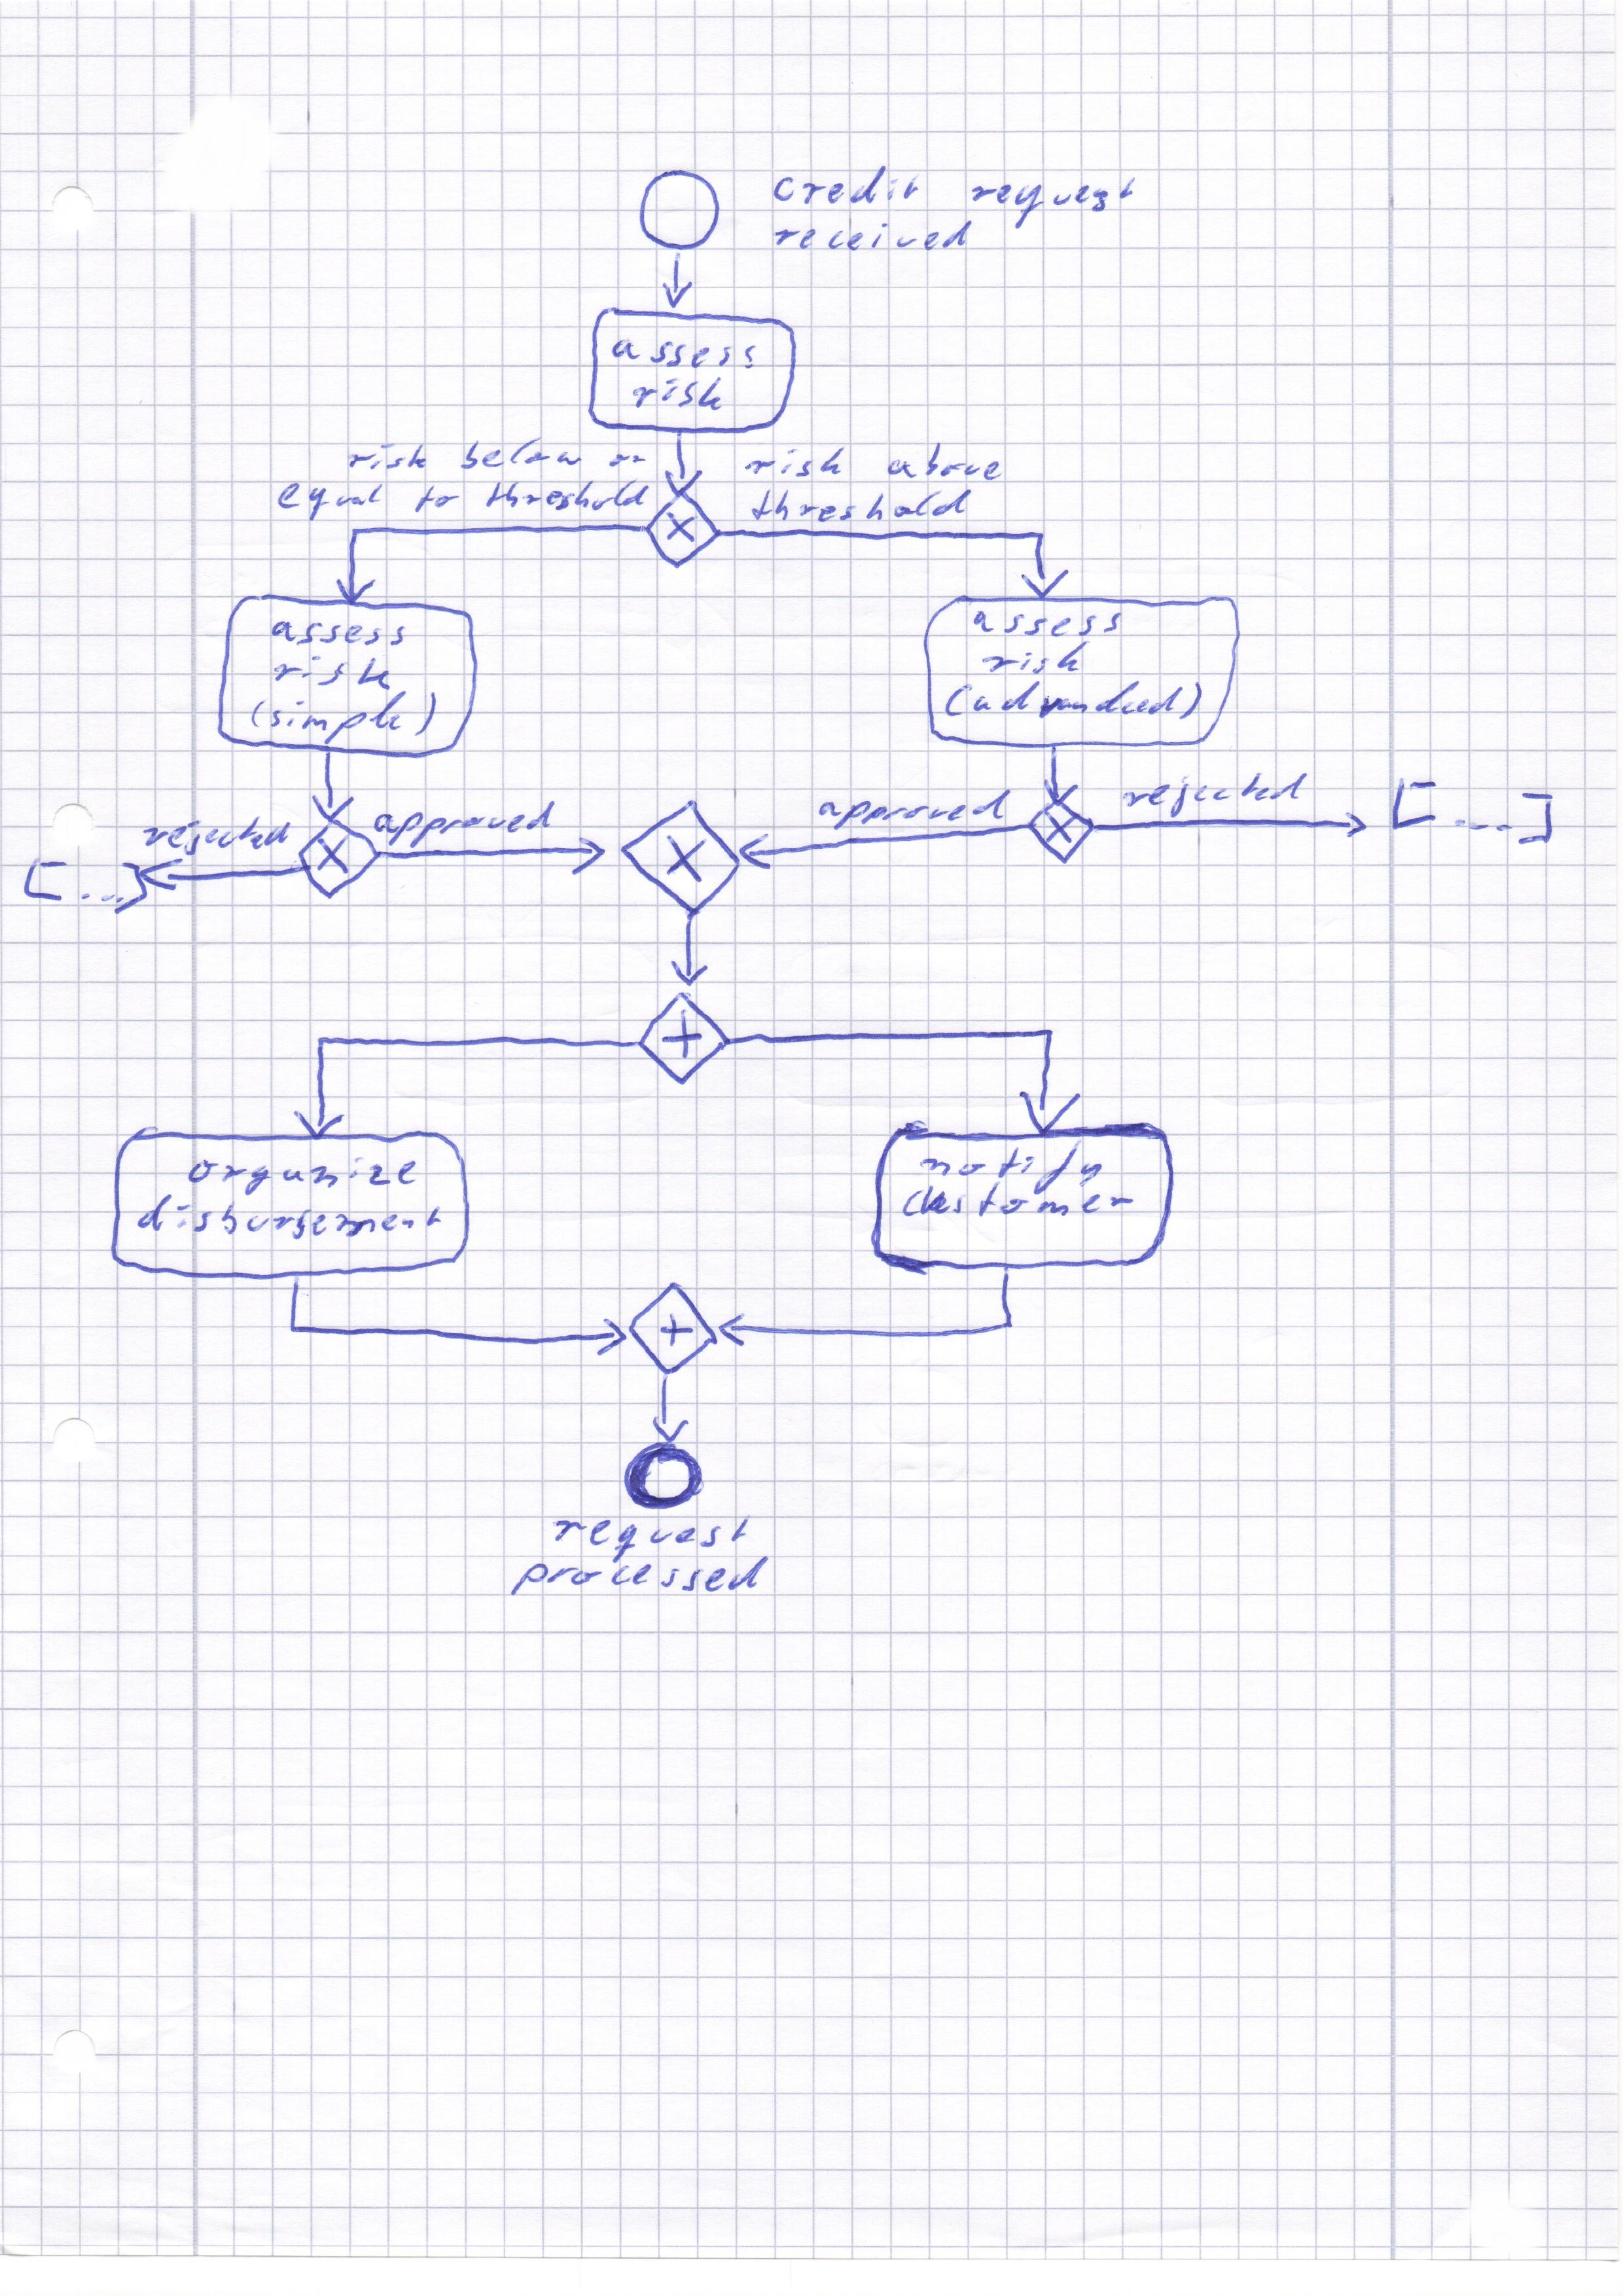 credit request
received
assess
risk
risk below or
equal to threshold
risk above
threshold
assess
risk
(simple)
assess
risk
(advanced)
rejected
approved
approved
rejected
[...]
[...]
organize
disbursement
notify
customer
request
processed